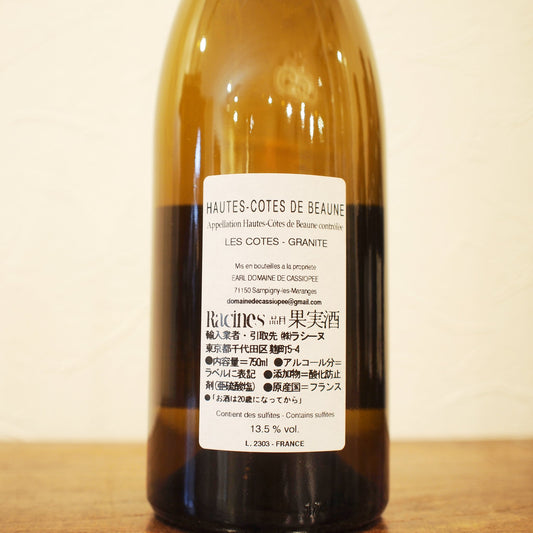 HAUTES-COTES DE BEAUNE
Appellation Hautes-Côtes de Beaune contrôlée
LES COTES - GRANITE
Mis en bouteilles a la propriete
EARL DOMAINE DE CASSIOPEE
71150 Sampigny-les-Maranges
domainedecassiopee@gmail.com
Racines 品目 果実酒
輸入業者・引取先 ㈱ラシーヌ
東京都千代田区麹町5-4
●内容量=750ml ●アルコール分=
ラベルに表記 ●添加物=酸化防止
剤(亜硫酸塩) ●原産国=フランス
●「お酒は20歳になってから」
Contient des sulfites - Contains sulfites
13.5 % vol.
L. 2303 - FRANCE